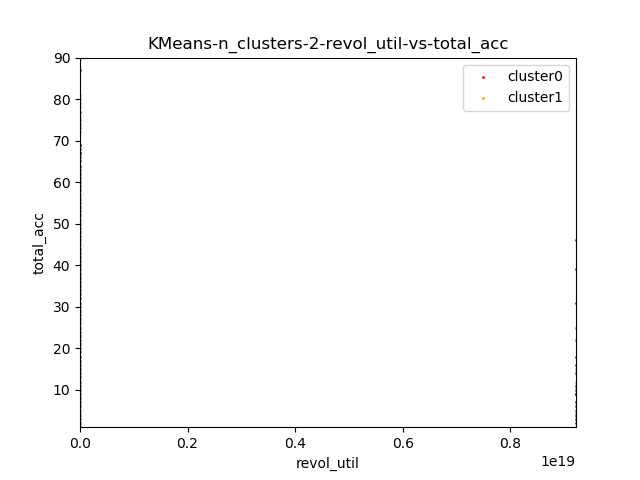 KMeans-n_clusters-2-revol_util-vs-total_acc
cluster0
cluster1
90
80
70
60
50
40
30
20
10
total_acc
0.0 0.2 0.4 0.6 0.8
1e19
revol_util